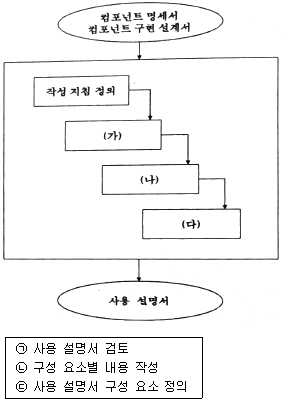 컴포넌트 명세서
컴포넌트 구현 설계서
작성 지침 정의
(가)
(나)
(다)
사용 설명서
㉠ 사용 설명서 검토
㉡ 구성 요소별 내용 작성
㉢ 사용 설명서 구성 요소 정의